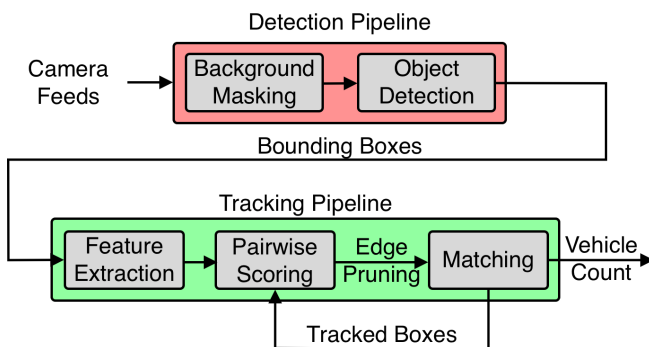 Detection Pipeline
Camera
Feeds
Background
Masking
Object
Detection
Bounding Boxes
Tracking Pipeline
Feature
Extraction
Pairwise
Scoring
Edge
Pruning
Matching
Vehicle
Count
Tracked Boxes